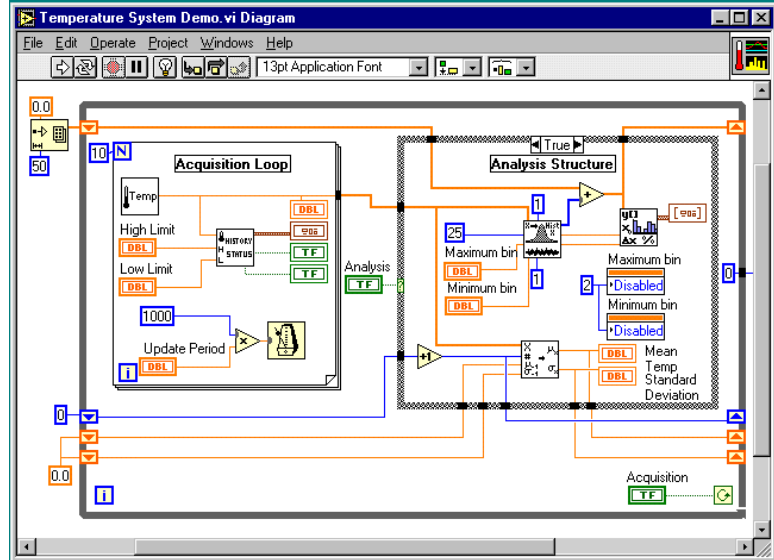 Temperature System Demo.vi Diagram
File Edit Operate Project Windows Help
13pt Application Font
0.0
50
10 N
Acquisition Loop
Temp
DBL
High Limit
DBL
HISTORY
H STATUS
L
TF
Low Limit
DBL
TF
1000
Update Period
DBL
×
i
Analysis
TF
?
True
Analysis Structure
+
1
25
Hist
1
Maximum bin
DBL
Minimum bin
DBL
y[]
x
Δx %
Maximum bin
2
Disabled
Minimum bin
Disabled
0
+1
DBL
Mean
Temp
DBL
Standard
Deviation
0
0.0
i
Acquisition
TF